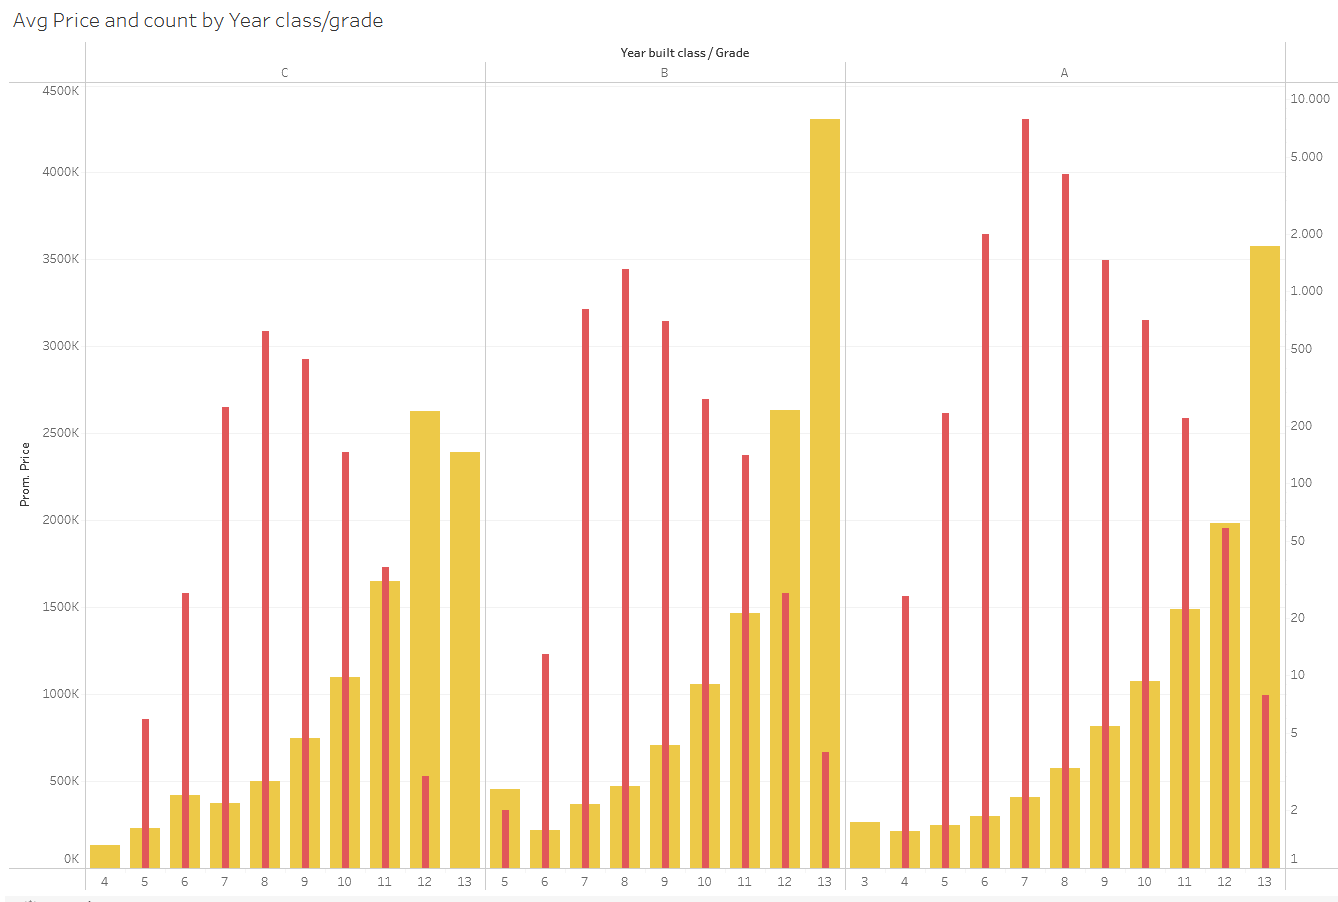 Avg Price and count by Year class/grade
Year built class / Grade
C B A
4500K
4000K
3500K
3000K
2500K
2000K
1500K
1000K
500K
0K
Prom. Price
10.000
5.000
2.000
1.000
500
200
100
50
20
10
5
2
1
4 5 6 7 8 9 10 11 12 13 5 6 7 8 9 10 11 12 13 3 4 5 6 7 8 9 10 11 12 13